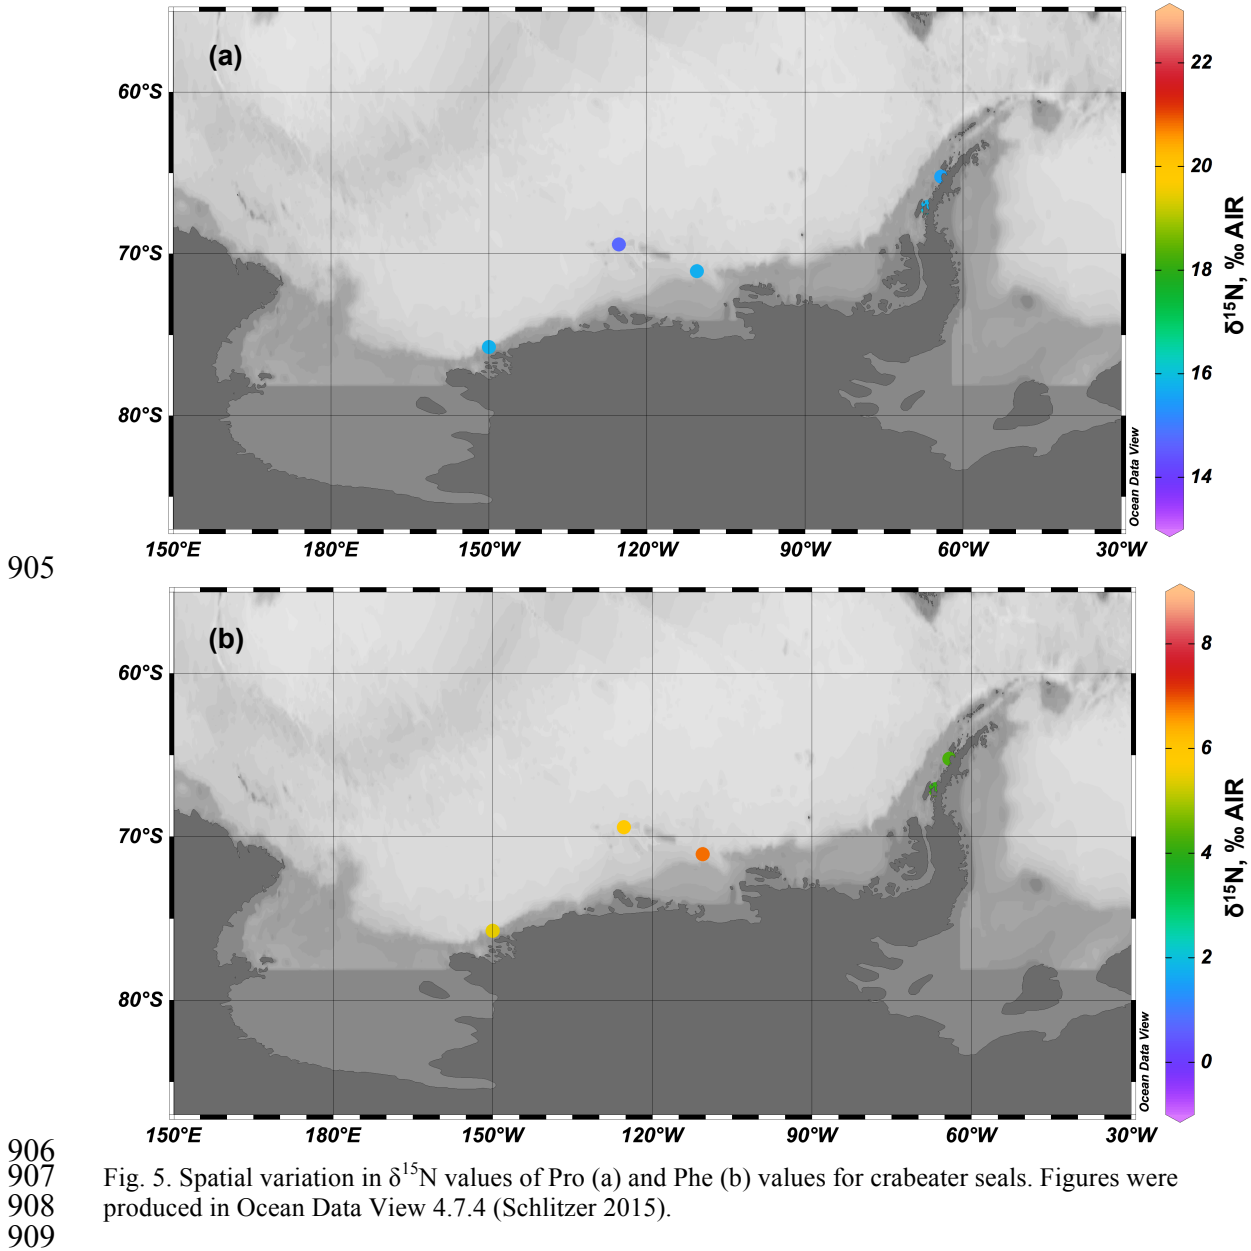 (a)
60°S
70°S
80°S
150°E 180°E 150°W 120°W 90°W 60°W 30°W
Ocean Data View
22
20
18
16
14
δ¹⁵N, ‰ AIR
905
(b)
60°S
70°S
80°S
150°E 180°E 150°W 120°W 90°W 60°W 30°W
Ocean Data View
8
6
4
2
0
δ¹⁵N, ‰ AIR
906
907 Fig. 5. Spatial variation in δ¹⁵N values of Pro (a) and Phe (b) values for crabeater seals. Figures were
908 produced in Ocean Data View 4.7.4 (Schlitzer 2015).
909